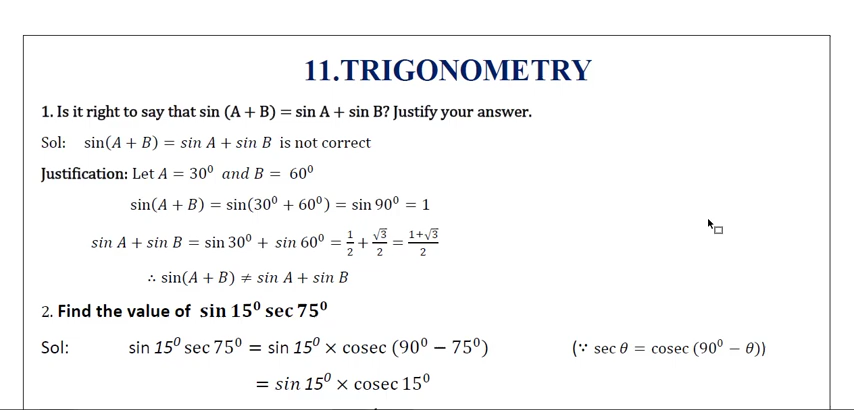 11.TRIGONOMETRY
1. Is it right to say that sin (A + B) = sin A + sin B? Justify your answer.
Sol: sin(A + B) = sin A + sin B is not correct
Justification: Let A = 30⁰ and B = 60⁰
sin(A + B) = sin(30⁰ + 60⁰) = sin 90⁰ = 1
sin A + sin B = sin 30⁰ + sin 60⁰ = 1/2 + √3/2 = 1+√3/2
∴ sin(A + B) ≠ sin A + sin B
2. Find the value of sin 15⁰ sec 75⁰
Sol: sin 15⁰ sec 75⁰ = sin 15⁰ × cosec (90⁰ − 75⁰) (∵ sec θ = cosec (90⁰ − θ))
= sin 15⁰ × cosec 15⁰